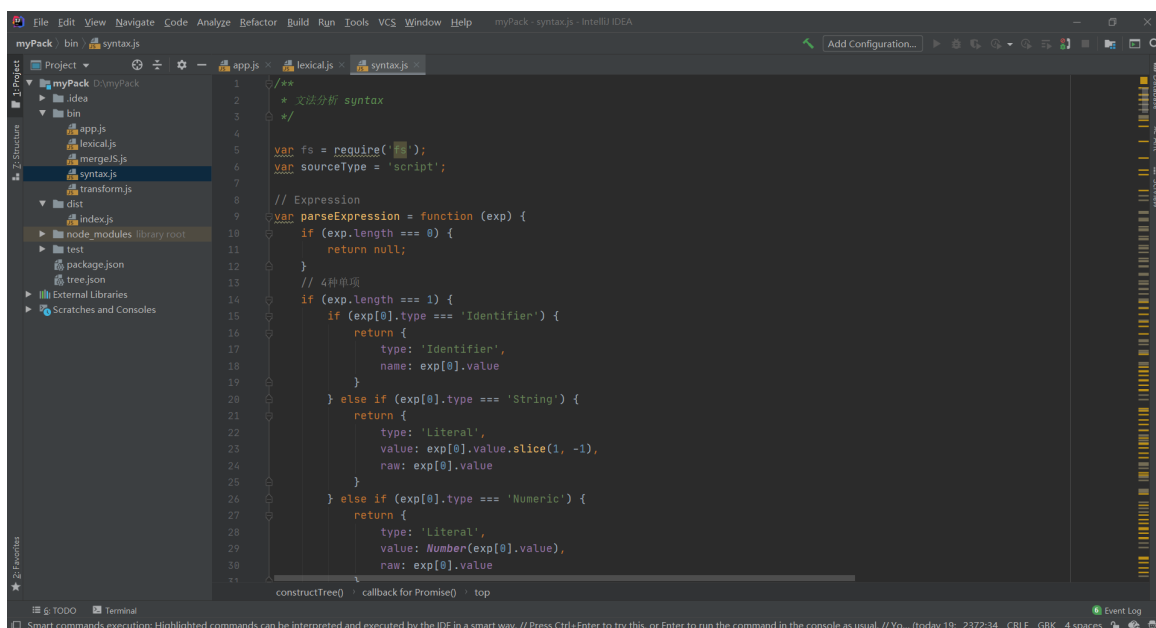 File Edit View Navigate Code Analyze Refactor Build Run Tools VCS Window Help myPack - syntax.js - IntelliJ IDEA
myPack bin syntax.js Add Configuration...
Project app.js lexical.js syntax.js
1: Project
myPack D:\myPack
.idea
bin
app.js
lexical.js
mergeJS.js
syntax.js
transform.js
dist
index.js
node_modules library root
test
package.json
tree.json
External Libraries
Scratches and Consoles
Z: Structure
2: Favorites
1 /**
2 * 文法分析 syntax
3 */
4
5 var fs = require('fs');
6 var sourceType = 'script';
7
8 // Expression
9 var parseExpression = function (exp) {
10 if (exp.length === 0) {
11 return null;
12 }
13 // 4种单项
14 if (exp.length === 1) {
15 if (exp[0].type === 'Identifier') {
16 return {
17 type: 'Identifier',
18 name: exp[0].value
19 }
20 } else if (exp[0].type === 'String') {
21 return {
22 type: 'Literal',
23 value: exp[0].value.slice(1, -1),
24 raw: exp[0].value
25 }
26 } else if (exp[0].type === 'Numeric') {
27 return {
28 type: 'Literal',
29 value: Number(exp[0].value),
30 raw: exp[0].value
31 }
constructTree() callback for Promise() top
6: TODO Terminal 6 Event Log
Smart commands execution: Highlighted commands can be interpreted and executed by the IDE in a smart way. // Press Ctrl+Enter to try this, or Enter to run the command in the console as usual. // Yo... (today 19: 2372:34 CRLF GBK 4 spaces